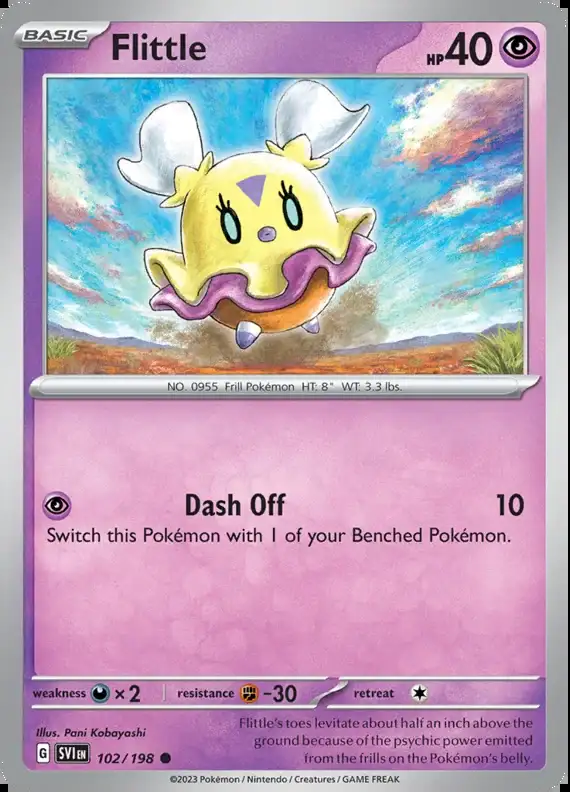 BASIC Flittle HP40
NO. 0955 Frill Pokémon HT: 8" WT: 3.3 lbs.
Dash Off 10
Switch this Pokémon with 1 of your Benched Pokémon.
weakness ×2 resistance -30 retreat
Illus. Pani Kobayashi
G SVI EN 102/198
Flittle's toes levitate about half an inch above the
ground because of the psychic power emitted
from the frills on the Pokémon's belly.
©2023 Pokémon / Nintendo / Creatures / GAME FREAK